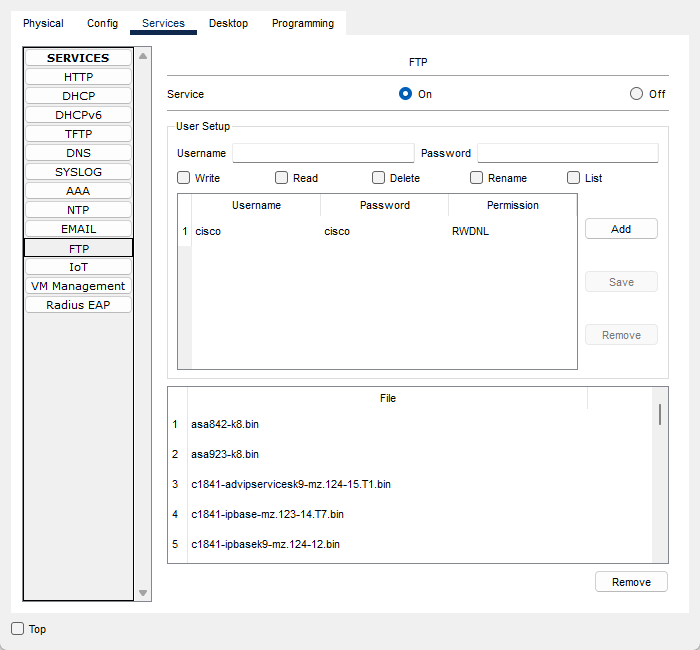 Physical Config Services Desktop Programming
SERVICES
HTTP
DHCP
DHCPv6
TFTP
DNS
SYSLOG
AAA
NTP
EMAIL
FTP
IoT
VM Management
Radius EAP
FTP
Service On Off
User Setup
Username Password
Write Read Delete Rename List
Username Password Permission
1 cisco cisco RWDNL
Add
Save
Remove
File
1 asa842-k8.bin
2 asa923-k8.bin
3 c1841-advipservicesk9-mz.124-15.T1.bin
4 c1841-ipbase-mz.123-14.T7.bin
5 c1841-ipbasek9-mz.124-12.bin
Remove
Top